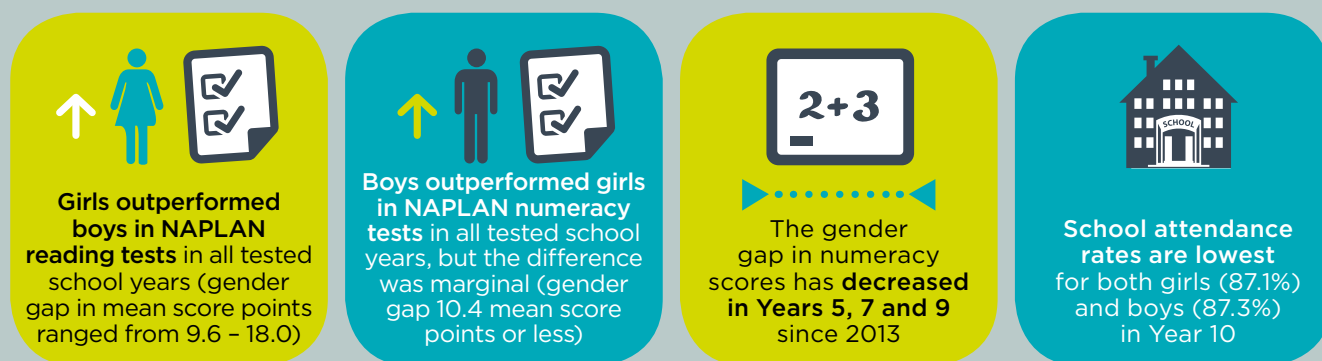 Girls outperformed
boys in NAPLAN
reading tests in all tested
school years (gender
gap in mean score points
ranged from 9.6 – 18.0)
Boys outperformed girls
in NAPLAN numeracy
tests in all tested school
years, but the difference
was marginal (gender
gap 10.4 mean score
points or less)
2+3
The gender
gap in numeracy
scores has decreased
in Years 5, 7 and 9
since 2013
SCHOOL
School attendance
rates are lowest
for both girls (87.1%)
and boys (87.3%)
in Year 10